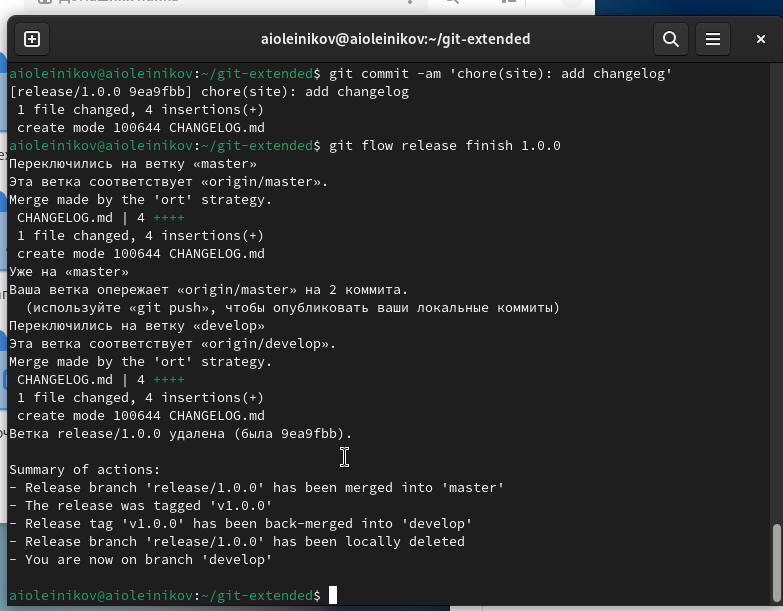 aioleinikov@aioleinikov:~/git-extended
aioleinikov@aioleinikov:~/git-extended$ git commit -am 'chore(site): add changelog'
[release/1.0.0 9ea9fbb] chore(site): add changelog
 1 file changed, 4 insertions(+)
 create mode 100644 CHANGELOG.md
aioleinikov@aioleinikov:~/git-extended$ git flow release finish 1.0.0
Переключились на ветку «master»
Эта ветка соответствует «origin/master».
Merge made by the 'ort' strategy.
 CHANGELOG.md | 4 ++++
 1 file changed, 4 insertions(+)
 create mode 100644 CHANGELOG.md
Уже на «master»
Ваша ветка опережает «origin/master» на 2 коммита.
  (используйте «git push», чтобы опубликовать ваши локальные коммиты)
Переключились на ветку «develop»
Эта ветка соответствует «origin/develop».
Merge made by the 'ort' strategy.
 CHANGELOG.md | 4 ++++
 1 file changed, 4 insertions(+)
 create mode 100644 CHANGELOG.md
Ветка release/1.0.0 удалена (была 9ea9fbb).
Summary of actions:
- Release branch 'release/1.0.0' has been merged into 'master'
- The release was tagged 'v1.0.0'
- Release tag 'v1.0.0' has been back-merged into 'develop'
- Release branch 'release/1.0.0' has been locally deleted
- You are now on branch 'develop'
aioleinikov@aioleinikov:~/git-extended$